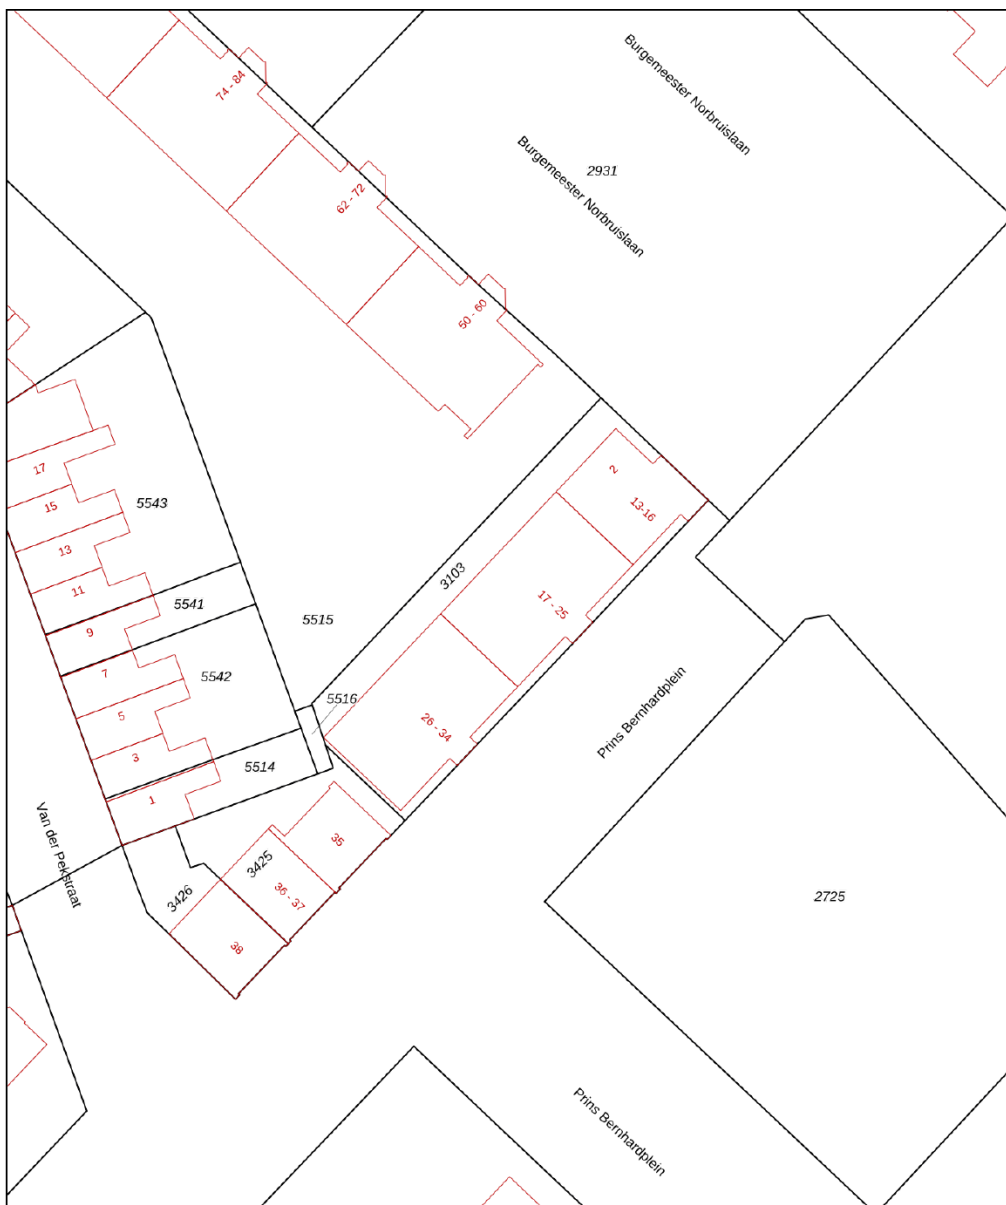 Burgemeester Norbruislaan
74 - 84
2931
Burgemeester Norbruislaan
62 - 72
50 - 60
17
2
15
5543
13-16
13
3103
11
5541
17 - 25
9
5515
7
5542
5516
5
Prins Bernhardplein
26 - 34
3
5514
1
Van der Pekstraat
35
3425
36 - 37
3426
2725
38
Prins Bernhardplein